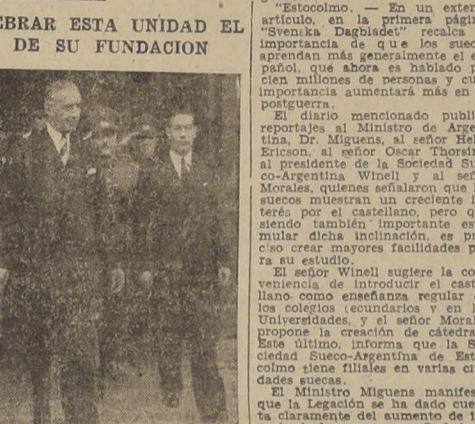 EBRAR ESTA UNIDAD EL
DE SU FUNDACION
"Estocolmo. — En un exten
artículo, en la primera págin
"Svenska Dagbladet" recalca
importancia de que los suec
aprendan más generalmente el e
pañol, que ahora es hablado p
cien millones de personas y cu
importancia aumentará más en
postguerra.
El diario mencionado publi
reportajes al Ministro de Arge
tina, Dr. Miguens, al señor Hel
Ericson, al señor Oscar Thorsin
al presidente de la Sociedad Su
co-Argentina Winell y al señ
Morales, quienes señalaron que
suecos muestran un creciente i
terés por el castellano, pero q
siendo también importante es
mular dicha inclinación, es pr
ciso crear mayores facilidades p
ra su estudio.
El señor Winell sugiere la co
veniencia de introducir el cast
llano como enseñanza regular
los colegios secundarios y en l
Universidades, y el señor Moral
propone la creación de cátedra
Este último, informa que la S
ciedad Sueco-Argentina de Est
colmo tiene filiales en varias ci
dades suecas.
El Ministro Miguens manifes
que la Legación se ha dado cue
ta claramente del aumento de i